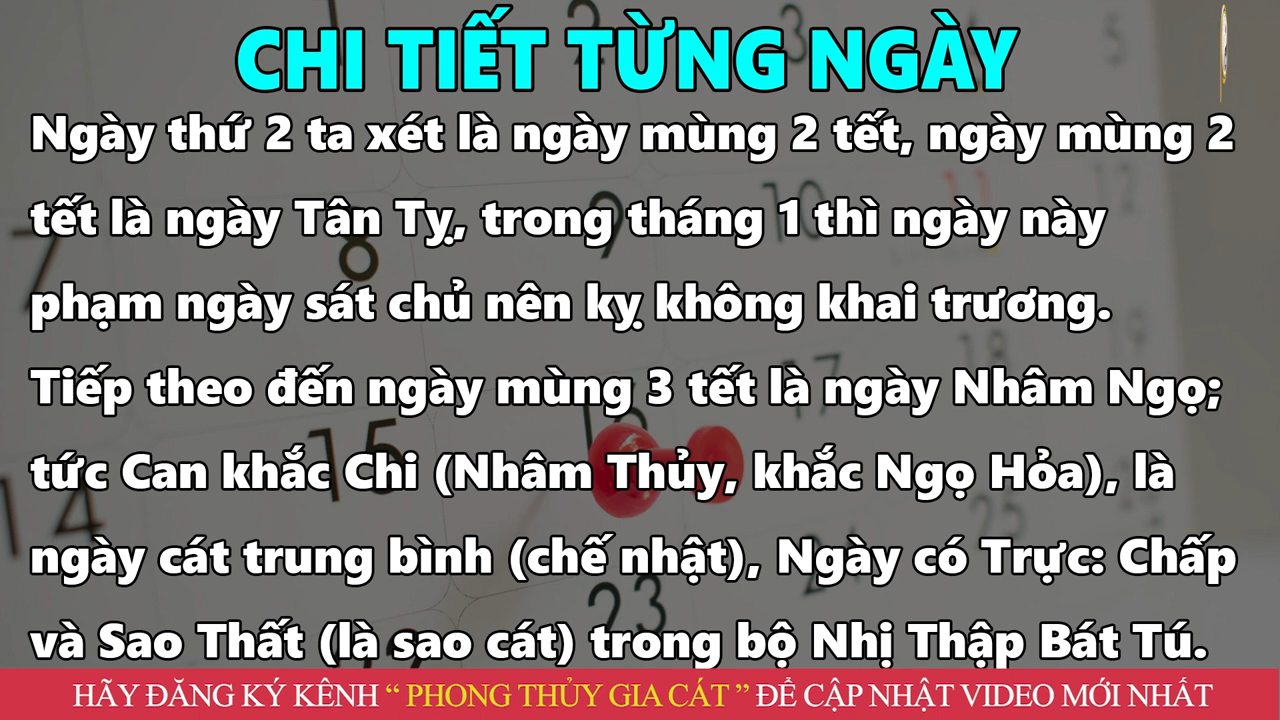 CHI TIẾT TỪNG NGÀY
Ngày thứ 2 ta xét là ngày mùng 2 tết, ngày mùng 2
tết là ngày Tân Tỵ, trong tháng 1 thì ngày này
phạm ngày sát chủ nên kỵ không khai trương.
Tiếp theo đến ngày mùng 3 tết là ngày Nhâm Ngọ;
tức Can khắc Chi (Nhâm Thủy, khắc Ngọ Hỏa), là
ngày cát trung bình (chế nhật), Ngày có Trực: Chấp
và Sao Thất (là sao cát) trong bộ Nhị Thập Bát Tú.
HÃY ĐĂNG KÝ KÊNH “ PHONG THỦY GIA CÁT ” ĐỂ CẬP NHẬT VIDEO MỚI NHẤT